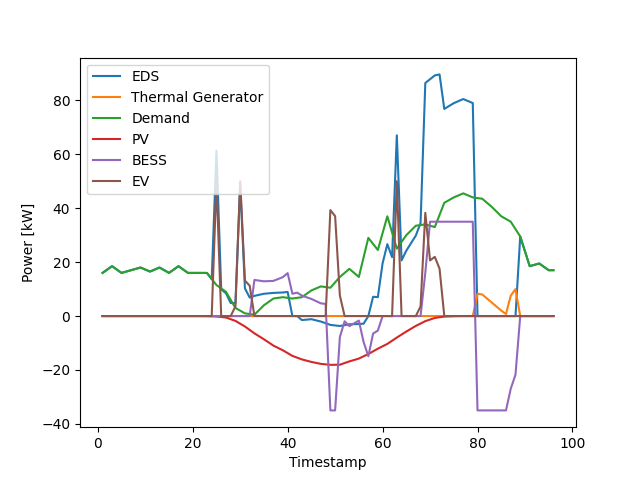 EDS
Thermal Generator
Demand
PV
BESS
EV
Power [kW]
80
60
40
20
0
−20
−40
0 20 40 60 80 100
Timestamp